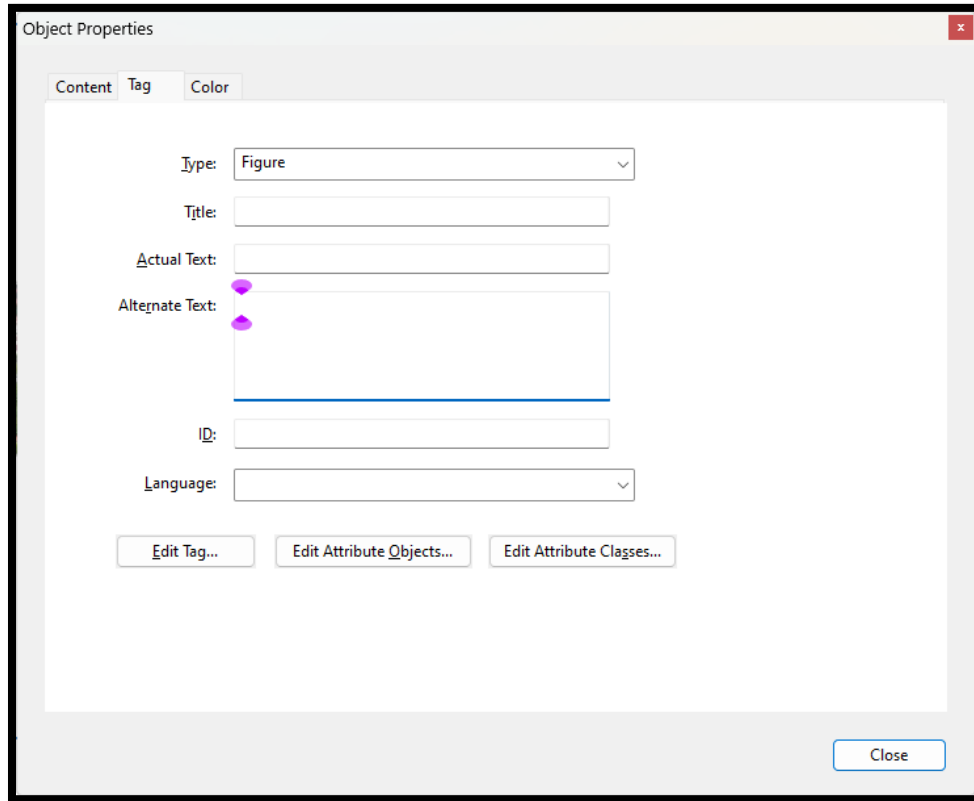 Object Properties
x
Content Tag Color
Type: Figure
Title:
Actual Text:
Alternate Text:
ID:
Language:
Edit Tag... Edit Attribute Objects... Edit Attribute Classes...
Close